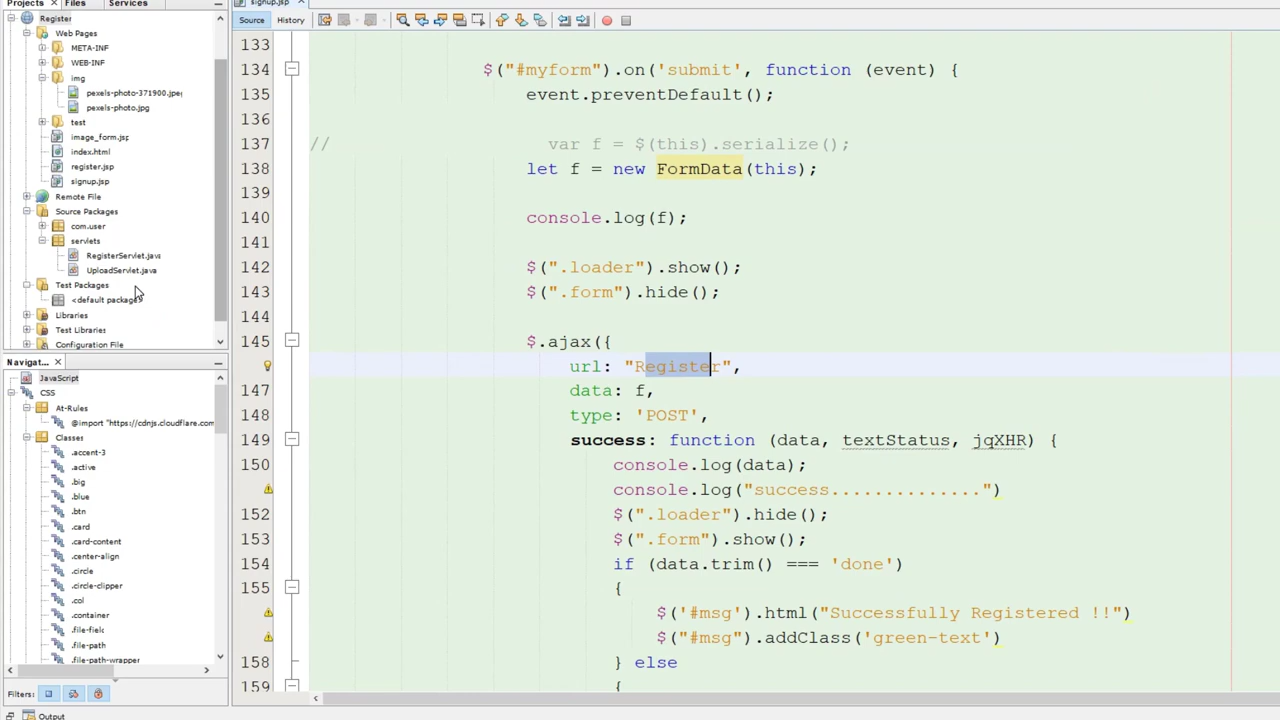 Projects Files Services
signup.jsp
Register
Web Pages
META-INF
WEB-INF
img
pexels-photo-371900.jpeg
pexels-photo.jpg
test
image_form.jsp
index.html
register.jsp
signup.jsp
Remote File
Source Packages
com.user
servlets
RegisterServlet.java
UploadServlet.java
Test Packages
<default package>
Libraries
Test Libraries
Configuration File
Navigat...
JavaScript
CSS
At-Rules
@import "https://cdnjs.cloudflare.com
Classes
.accent-3
.active
.big
.blue
.btn
.card
.card-content
.center-align
.circle
.circle-clipper
.col
.container
.file-field
.file-path
.file-path-wrapper
Filters:
Output
Source History
133
134 $("#myform").on('submit', function (event) {
135 event.preventDefault();
136
137 // var f = $(this).serialize();
138 let f = new FormData(this);
139
140 console.log(f);
141
142 $(".loader").show();
143 $(".form").hide();
144
145 $.ajax({
url: "Register",
147 data: f,
148 type: 'POST',
149 success: function (data, textStatus, jqXHR) {
150 console.log(data);
console.log("success..............")
152 $(".loader").hide();
153 $(".form").show();
154 if (data.trim() === 'done')
155 {
$('#msg').html("Successfully Registered !!")
$("#msg").addClass('green-text')
158 } else
159 {